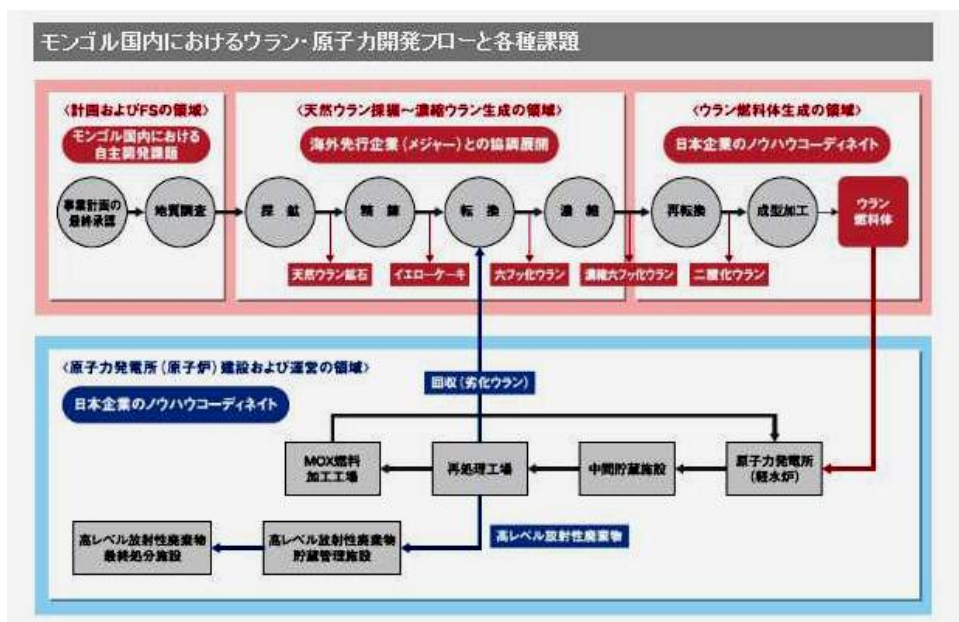 モンゴル国内におけるウラン・原子力開発フローと各種課題
〈計画およびFSの領域〉
モンゴル国内における
自主開発課題
〈天然ウラン採掘～濃縮ウラン生成の領域〉
海外先行企業(メジャー)との協調展開
〈ウラン燃料体生成の領域〉
日本企業のノウハウコーディネイト
事業計画の
最終承認
地質調査
探鉱
精錬
転換
濃縮
再転換
成型加工
ウラン
燃料体
天然ウラン鉱石
イエローケーキ
六フッ化ウラン
濃縮六フッ化ウラン
二酸化ウラン
〈原子力発電所(原子炉)建設および運営の領域〉
日本企業のノウハウコーディネイト
回収(劣化ウラン)
MOX燃料
加工工場
再処理工場
中間貯蔵施設
原子力発電所
(軽水炉)
高レベル放射性廃棄物
高レベル放射性廃棄物
最終処分施設
高レベル放射性廃棄物
貯蔵管理施設